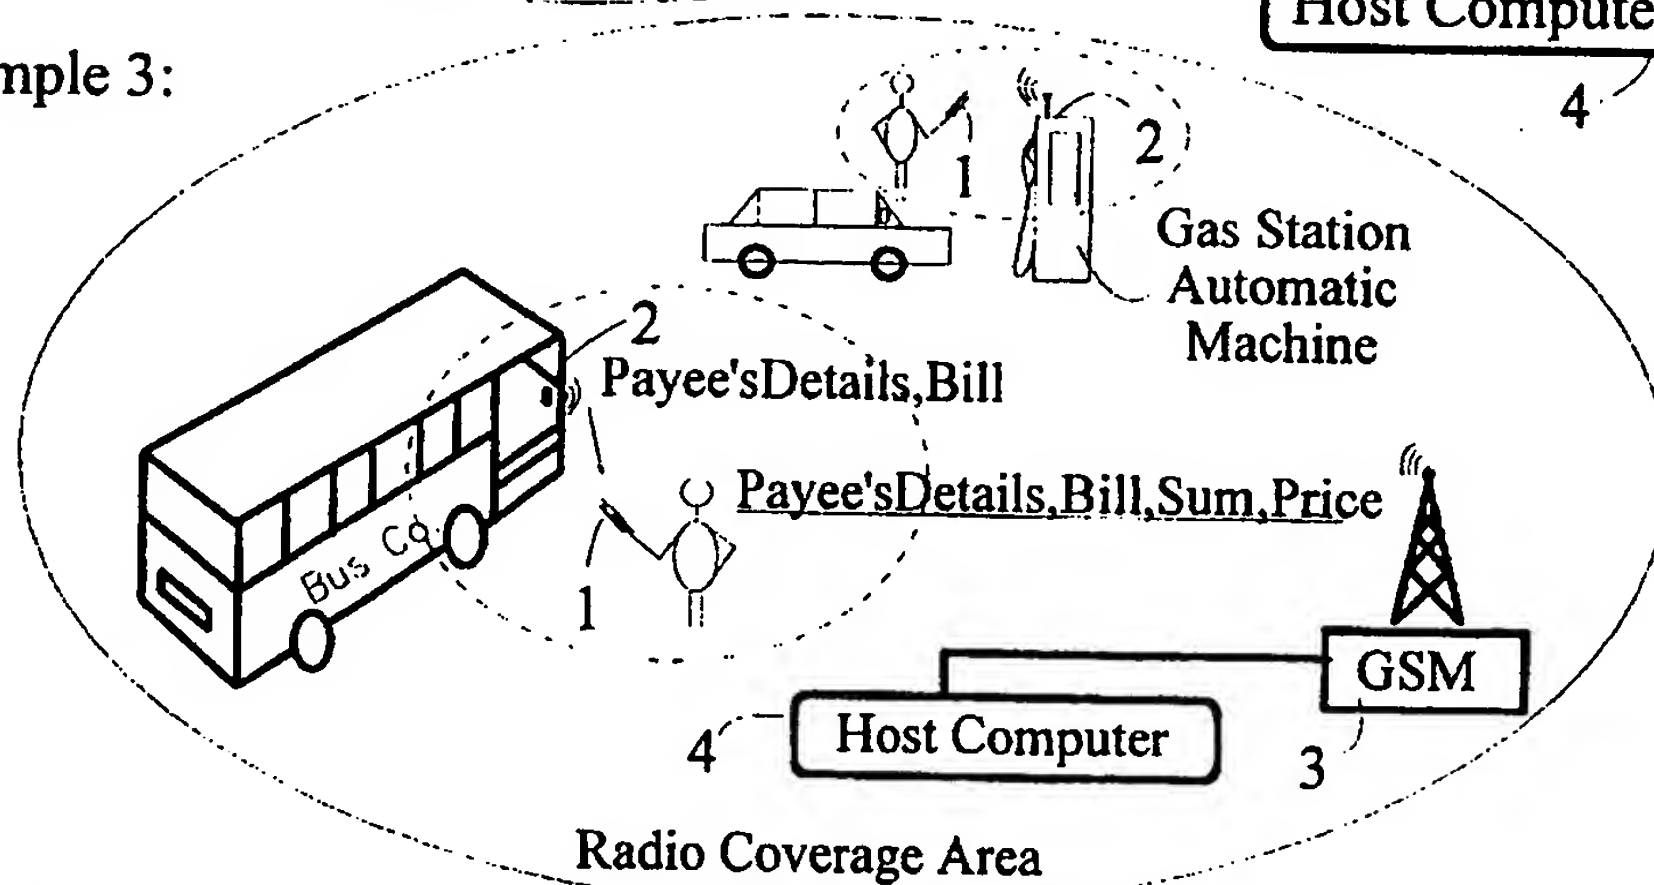 Host Compute
4
mple 3:
1
2
Gas Station
Automatic
Machine
2
Payee'sDetails,Bill
Payee'sDetails,Bill,Sum,Price
Bus Co.
1
GSM
Host Computer
4
3
Radio Coverage Area